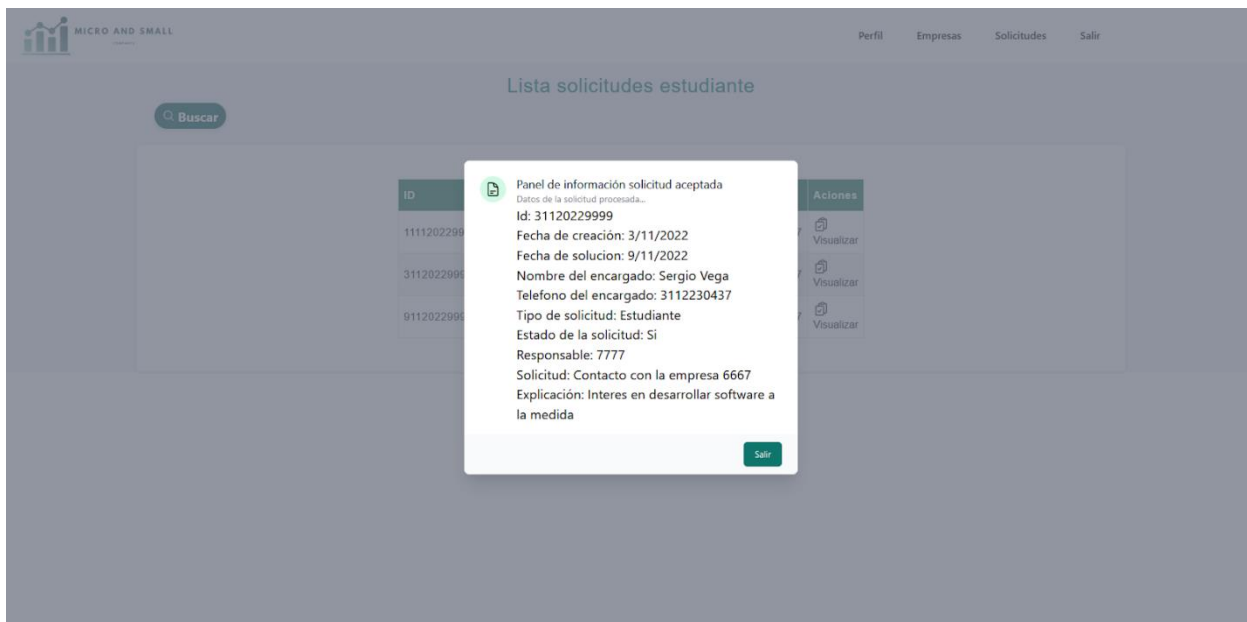 MICRO AND SMALL
Perfil Empresas Solicitudes Salir
Lista solicitudes estudiante
Buscar
ID Aciones
Visualizar
Visualizar
Visualizar
Panel de información solicitud aceptada
Datos de la solicitud procesada...
Id: 31120229999
Fecha de creación: 3/11/2022
Fecha de solucion: 9/11/2022
Nombre del encargado: Sergio Vega
Telefono del encargado: 3112230437
Tipo de solicitud: Estudiante
Estado de la solicitud: Si
Responsable: 7777
Solicitud: Contacto con la empresa 6667
Explicación: Interes en desarrollar software a
la medida
Salir